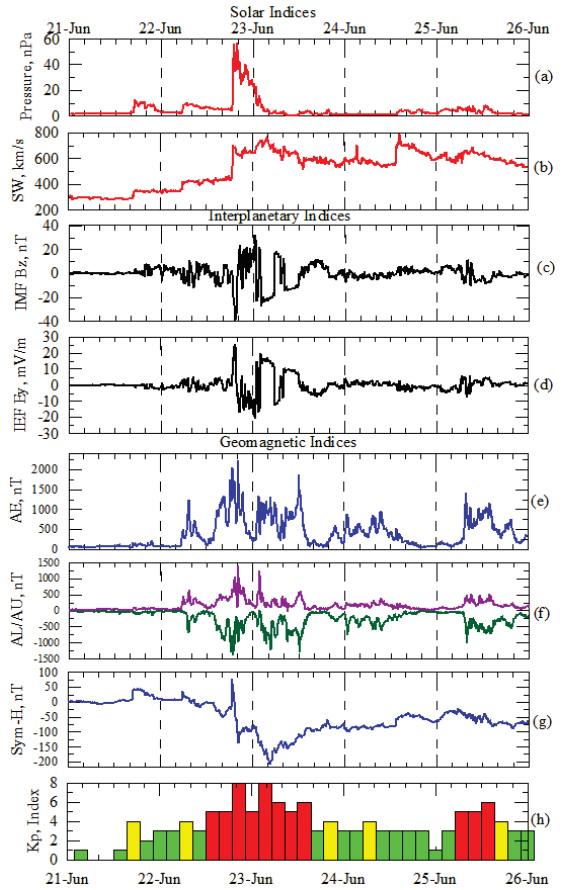 Solar Indices
21-Jun 22-Jun 23-Jun 24-Jun 25-Jun 26-Jun
60
40
20
0
Pressure, nPa
(a)
800
600
400
200
SW, km/s
(b)
Interplanetary Indices
40
20
0
-20
-40
IMF Bz, nT
(c)
30
20
10
0
-10
-20
-30
IEF Ey, mV/m
(d)
Geomagnetic Indices
2000
1500
1000
500
0
AE, nT
(e)
1500
1000
500
0
-500
-1000
-1500
AL/AU, nT
(f)
100
50
0
-50
-100
-150
-200
Sym-H, nT
(g)
8
6
4
2
0
Kp, Index
(h)
21-Jun 22-Jun 23-Jun 24-Jun 25-Jun 26-Jun